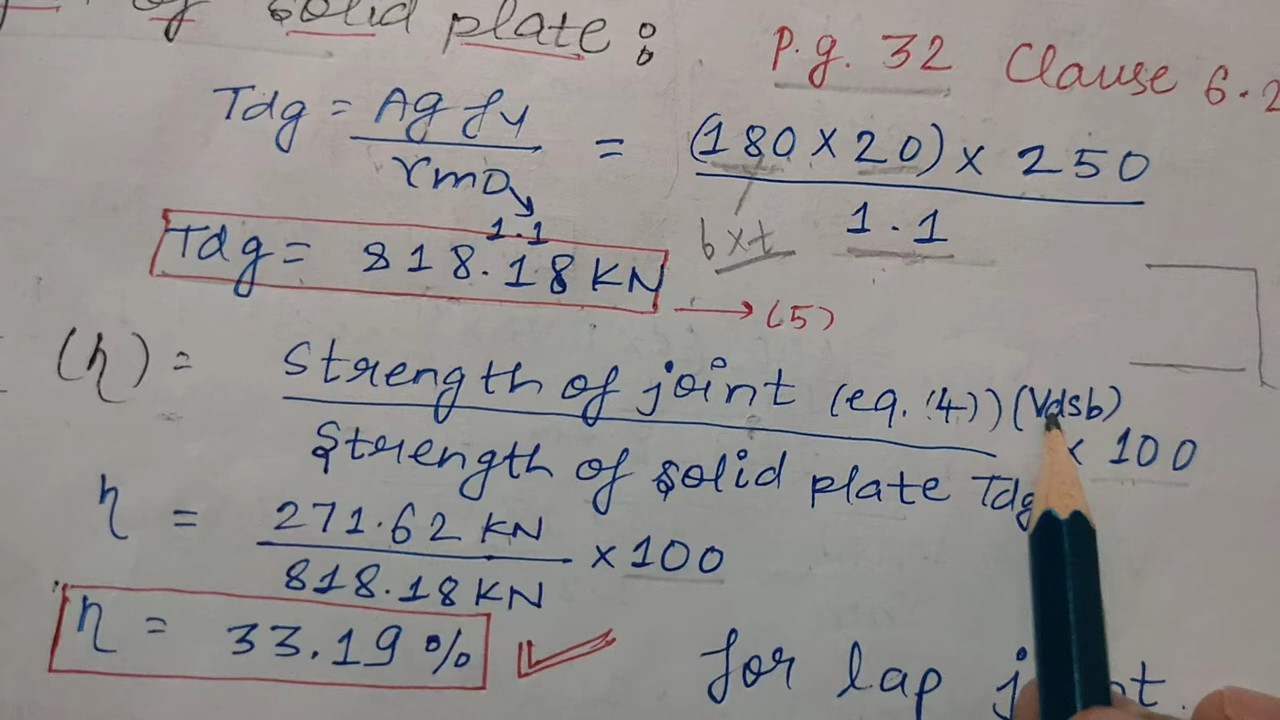 of solid plate :
P.g. 32 Clause 6.2
Tdg = Ag fy / γm0 = (180 × 20) × 250 / 1.1
1.1
b×t
Tdg = 818.18 KN → (5)
(η) = Strength of joint (eq. (4)) (Vdsb) / Strength of solid plate Tdg × 100
η = 271.62 KN / 818.18 KN × 100
η = 33.19 %
for lap